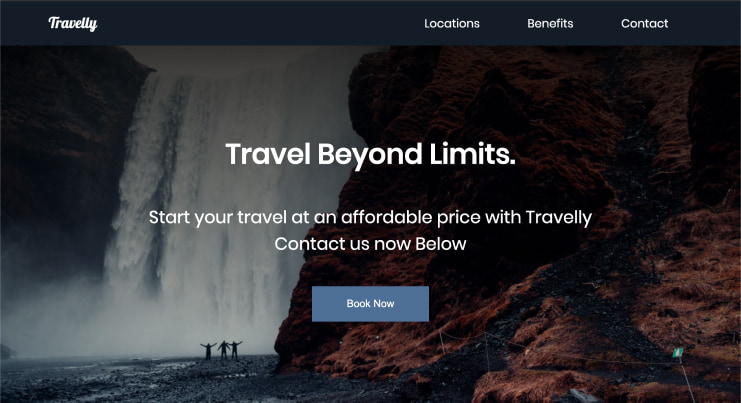 Travelly
Locations
Benefits
Contact
Travel Beyond Limits.
Start your travel at an affordable price with Travelly
Contact us now Below
Book Now